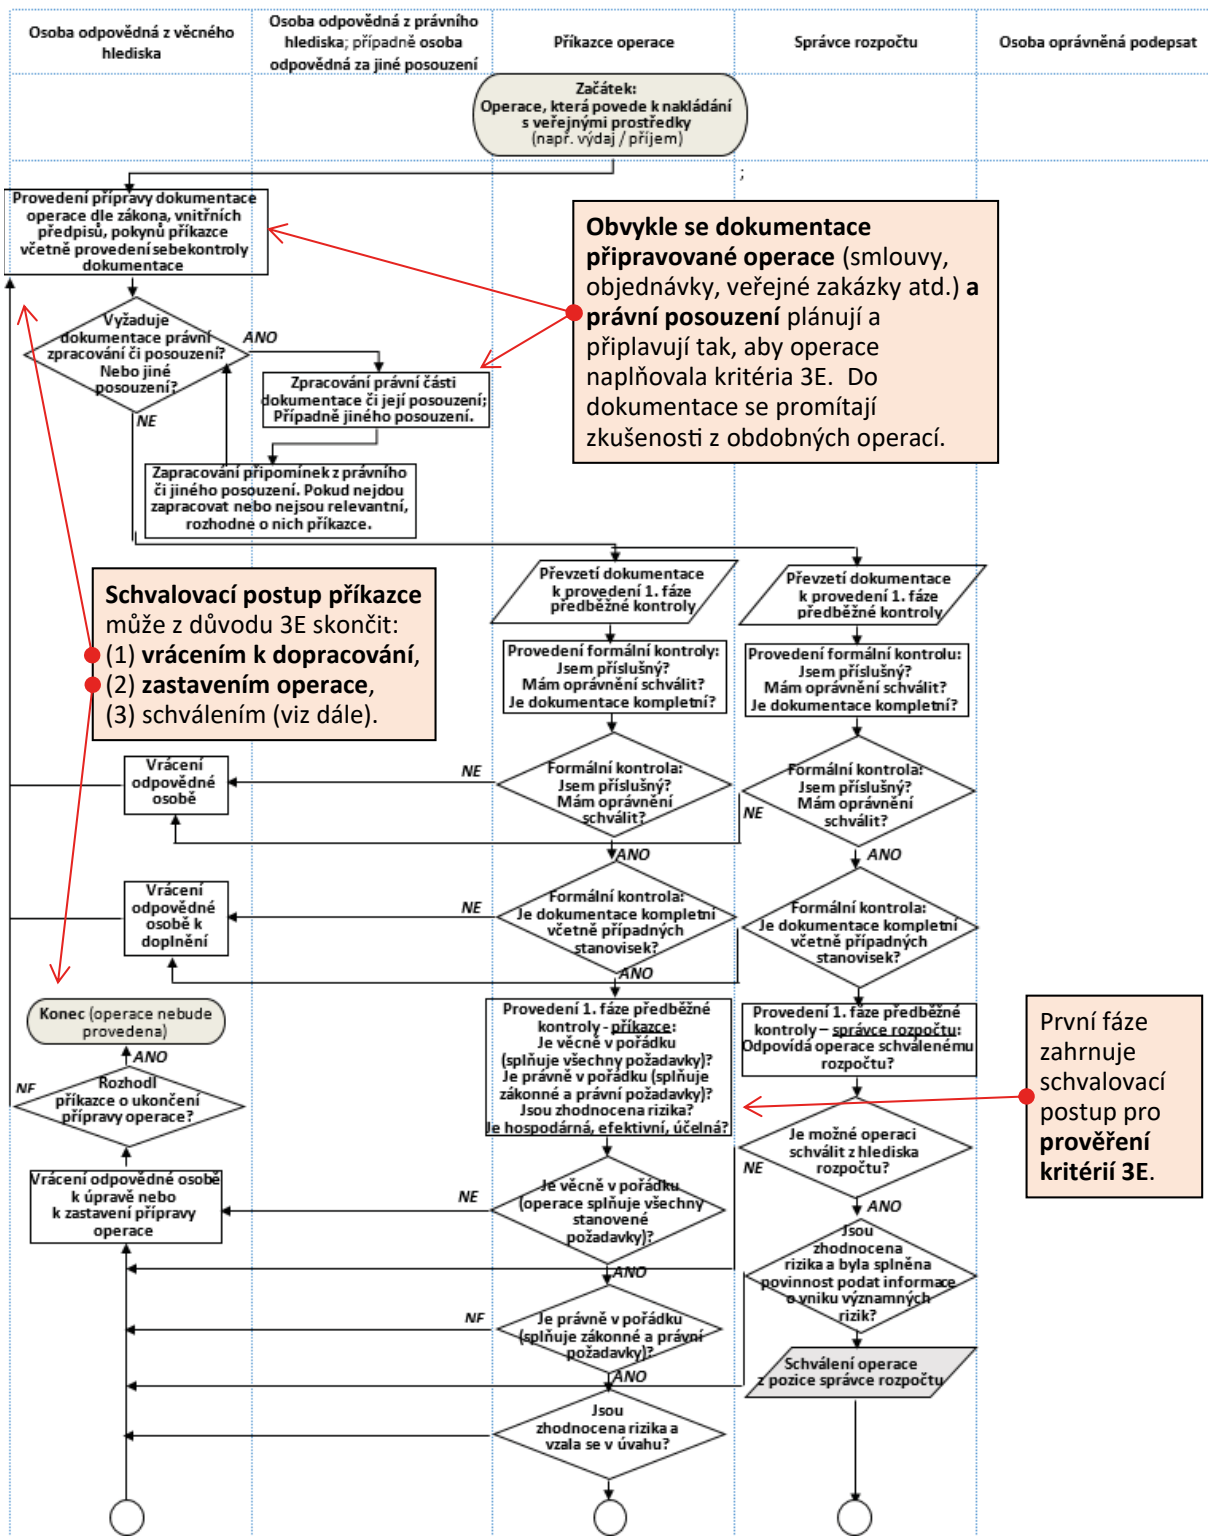 Osoba odpovědná z věcného
hlediska
Osoba odpovědná z právního
hlediska; případně osoba
odpovědná za jiné posouzení
Příkazce operace
Správce rozpočtu
Osoba oprávněná podepsat
Začátek:
Operace, která povede k nakládání
s veřejnými prostředky
(např. výdaj / příjem)
;
Provedení přípravy dokumentace
operace dle zákona, vnitřních
předpisů, pokynů příkazce
včetně provedení sebekontroly
dokumentace
Obvykle se dokumentace
připravované operace (smlouvy,
objednávky, veřejné zakázky atd.) a
právní posouzení plánují a
připlavují tak, aby operace
naplňovala kritéria 3E. Do
dokumentace se promítají
zkušenosti z obdobných operací.
Vyžaduje
dokumentace právní
zpracování či posouzení?
Nebo jiné
posouzení?
ANO
NE
Zpracování právní části
dokumentace či její posouzení;
Případně jiného posouzení.
Zapracování připomínek z právního
či jiného posouzení. Pokud nejdou
zapracovat nebo nejsou relevantní,
rozhodne o nich příkazce.
Převzetí dokumentace
k provedení 1. fáze
předběžné kontroly
Převzetí dokumentace
k provedení 1. fáze
předběžné kontroly
Schvalovací postup příkazce
může z důvodu 3E skončit:
(1) vrácením k dopracování,
(2) zastavením operace,
(3) schválením (viz dále).
Provedení formální kontroly:
Jsem příslušný?
Mám oprávnění schválit?
Je dokumentace kompletní?
Provedení formální kontrolu:
Jsem příslušný?
Mám oprávnění schválit?
Je dokumentace kompletní?
Vrácení
odpovědné
osobě
NE
Formální kontrola:
Jsem příslušný?
Mám oprávnění
schválit?
Formální kontrola:
Jsem příslušný?
Mám oprávnění
schválit?
NE
ANO
ANO
Vrácení
odpovědné
osobě k
doplnění
NE
Formální kontrola:
Je dokumentace kompletní
včetně případných
stanovisek?
Formální kontrola:
Je dokumentace kompletní
včetně případných
stanovisek?
ANO
Konec (operace nebude
provedena)
ANO
Rozhodl
příkazce o ukončení
přípravy operace?
NE
Provedení 1. fáze předběžné
kontroly - příkazce:
Je věcně v pořádku
(splňuje všechny požadavky)?
Je právně v pořádku (splňuje
zákonné a právní požadavky)?
Jsou zhodnocena rizika?
Je hospodárná, efektivní, účelná?
Provedení 1. fáze předběžné
kontroly – správce rozpočtu:
Odpovídá operace schválenému
rozpočtu?
První fáze
zahrnuje
schvalovací
postup pro
prověření
kritérií 3E.
Je možné operaci
schválit z hlediska
rozpočtu?
NE
ANO
Vrácení odpovědné osobě
k úpravě nebo
k zastavení přípravy
operace
NE
Je věcně v pořádku
(operace splňuje všechny
stanovené
požadavky)?
ANO
Jsou
zhodnocena
rizika a byla splněna
povinnost podat informace
o vniku významných
rizik?
NE
Je právně v pořádku
(splňuje zákonné a právní
požadavky)?
ANO
Schválení operace
z pozice správce rozpočtu
Jsou
zhodnocena rizika a
vzala se v úvahu?